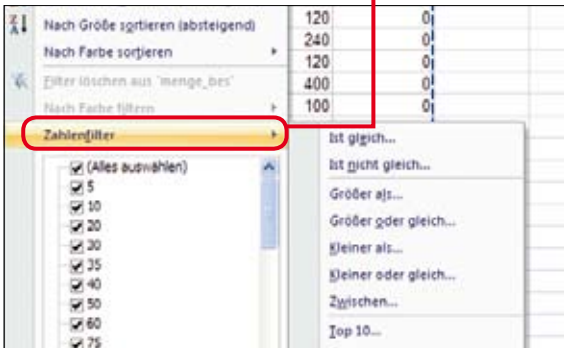 Nach Größe sortieren (absteigend)
Nach Farbe sortieren
Filter löschen aus 'menge_bes'
Nach Farbe filtern
Zahlenfilter
(Alles auswählen)
5
10
20
30
35
40
50
60
75
120 0
240 0
120 0
400 0
100 0
Ist gleich...
Ist nicht gleich...
Größer als...
Größer oder gleich...
Kleiner als...
Kleiner oder gleich...
Zwischen...
Top 10...